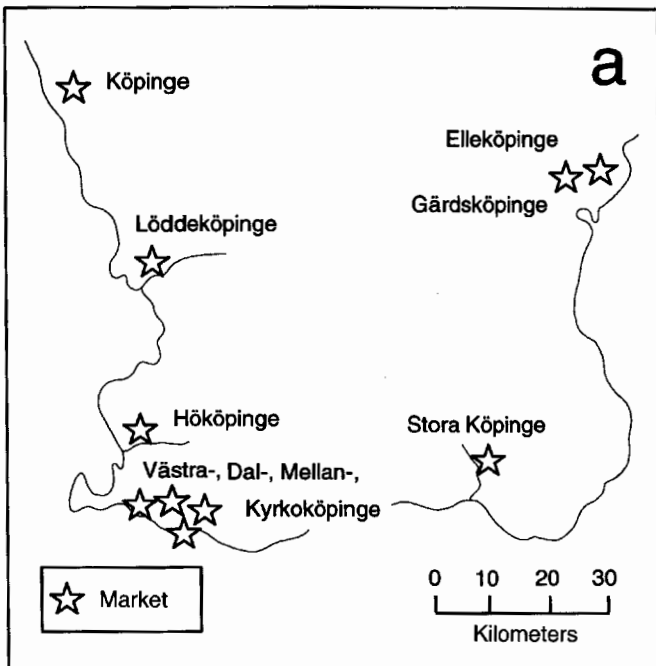 a
Köpinge
Elleköpinge
Gärdsköpinge
Löddeköpinge
Hököpinge
Stora Köpinge
Västra-, Dal-, Mellan-,
Kyrkoköpinge
Market
0 10 20 30
Kilometers